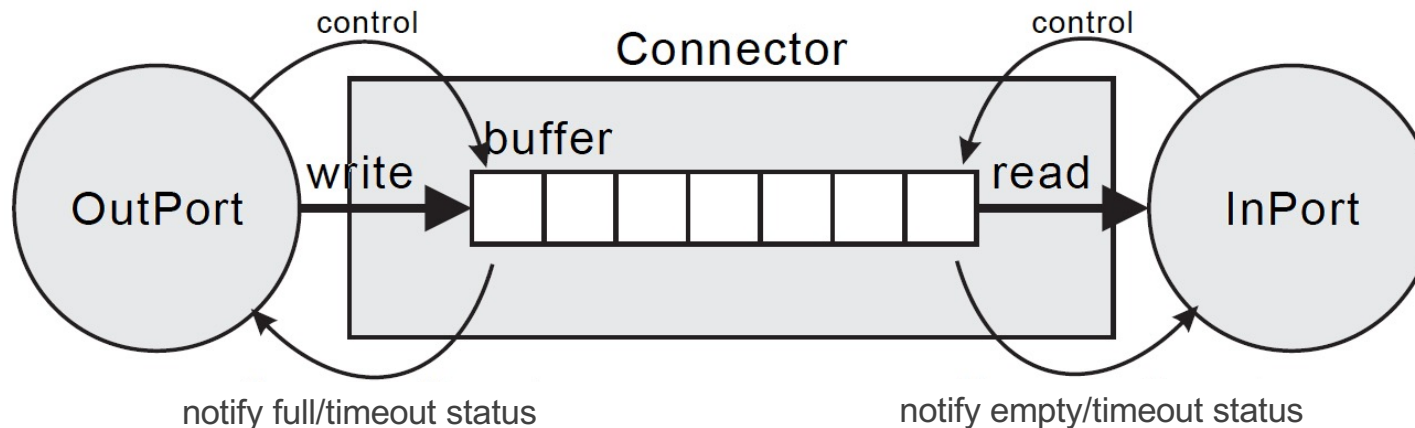 control
control
Connector
buffer
write
read
OutPort
InPort
notify full/timeout status
notify empty/timeout status